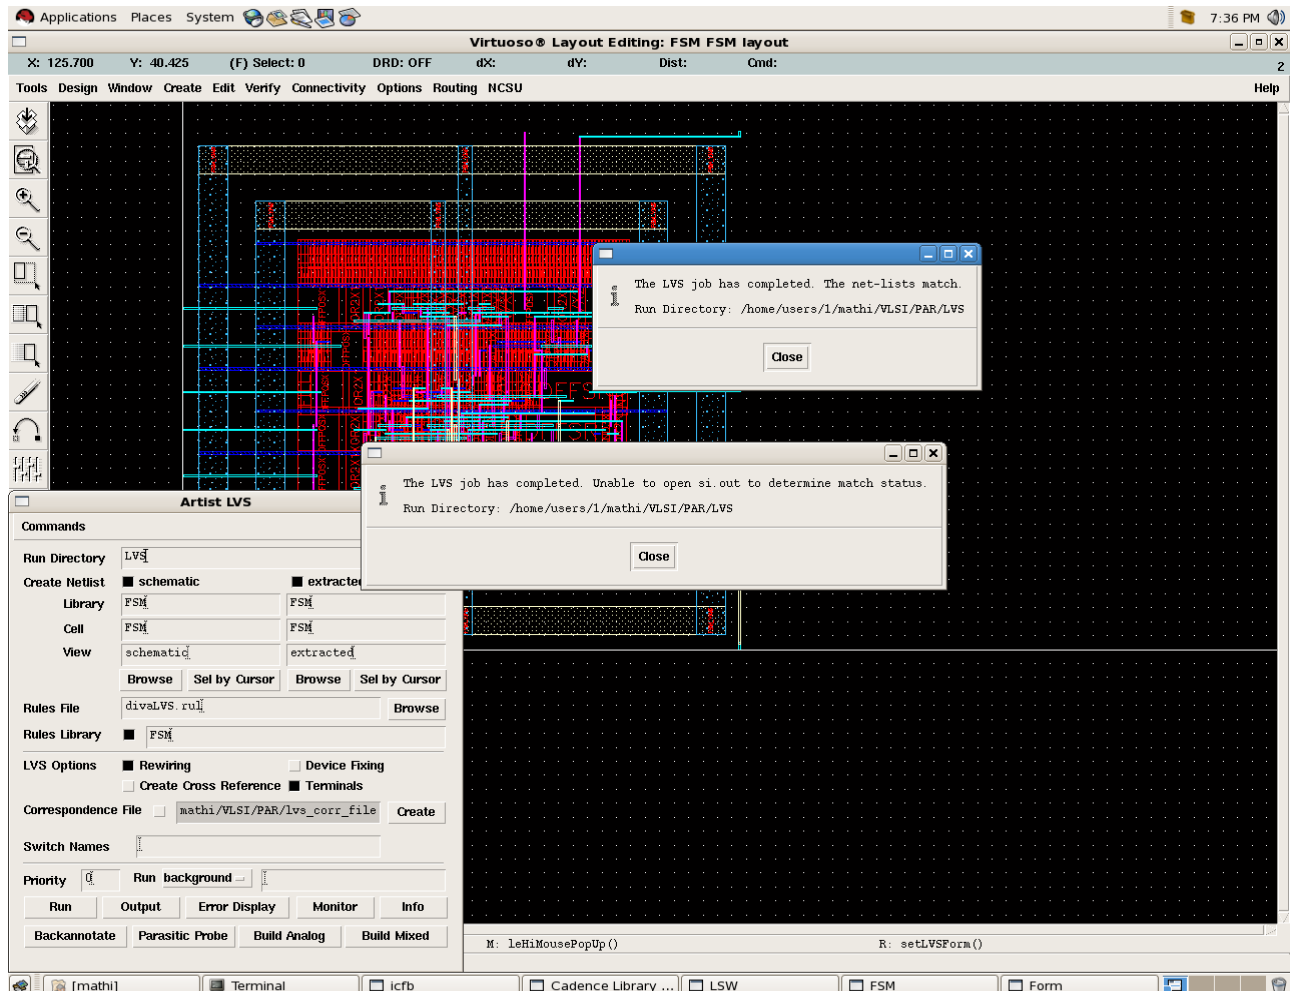 Applications Places System 7:36 PM
Virtuoso® Layout Editing: FSM FSM layout
X: 125.700 Y: 40.425 (F) Select: 0 DRD: OFF dX: dY: Dist: Cmd: 2
Tools Design Window Create Edit Verify Connectivity Options Routing NCSU Help
The LVS job has completed. The net-lists match.
Run Directory: /home/users/1/mathi/VLSI/PAR/LVS
Close
The LVS job has completed. Unable to open si.out to determine match status.
Run Directory: /home/users/1/mathi/VLSI/PAR/LVS
Close
Artist LVS
Commands
Run Directory LVS
Create Netlist schematic extracted
Library FSM FSM
Cell FSM FSM
View schematic extracted
Browse Sel by Cursor Browse Sel by Cursor
Rules File divaLVS.rul Browse
Rules Library FSM
LVS Options Rewiring Device Fixing
Create Cross Reference Terminals
Correspondence File mathi/VLSI/PAR/lvs_corr_file Create
Switch Names
Priority 0 Run background
Run Output Error Display Monitor Info
Backannotate Parasitic Probe Build Analog Build Mixed
M: leHiMousePopUp() R: setLVSForm()
[mathi] Terminal icfb Cadence Library ... LSW FSM Form